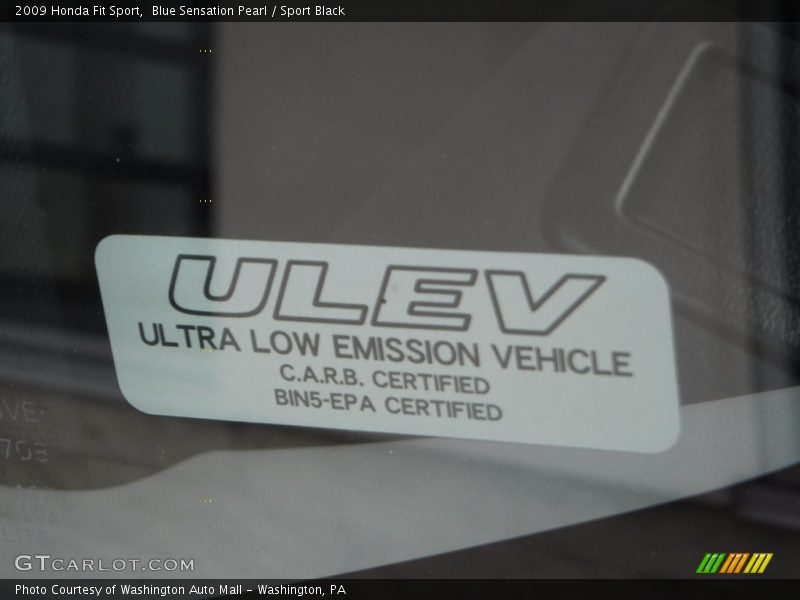 2009 Honda Fit Sport,  Blue Sensation Pearl / Sport Black
ULEV
ULTRA LOW EMISSION VEHICLE
C.A.R.B. CERTIFIED
BIN5-EPA CERTIFIED
GTCARLOT.COM
Photo Courtesy of Washington Auto Mall - Washington, PA